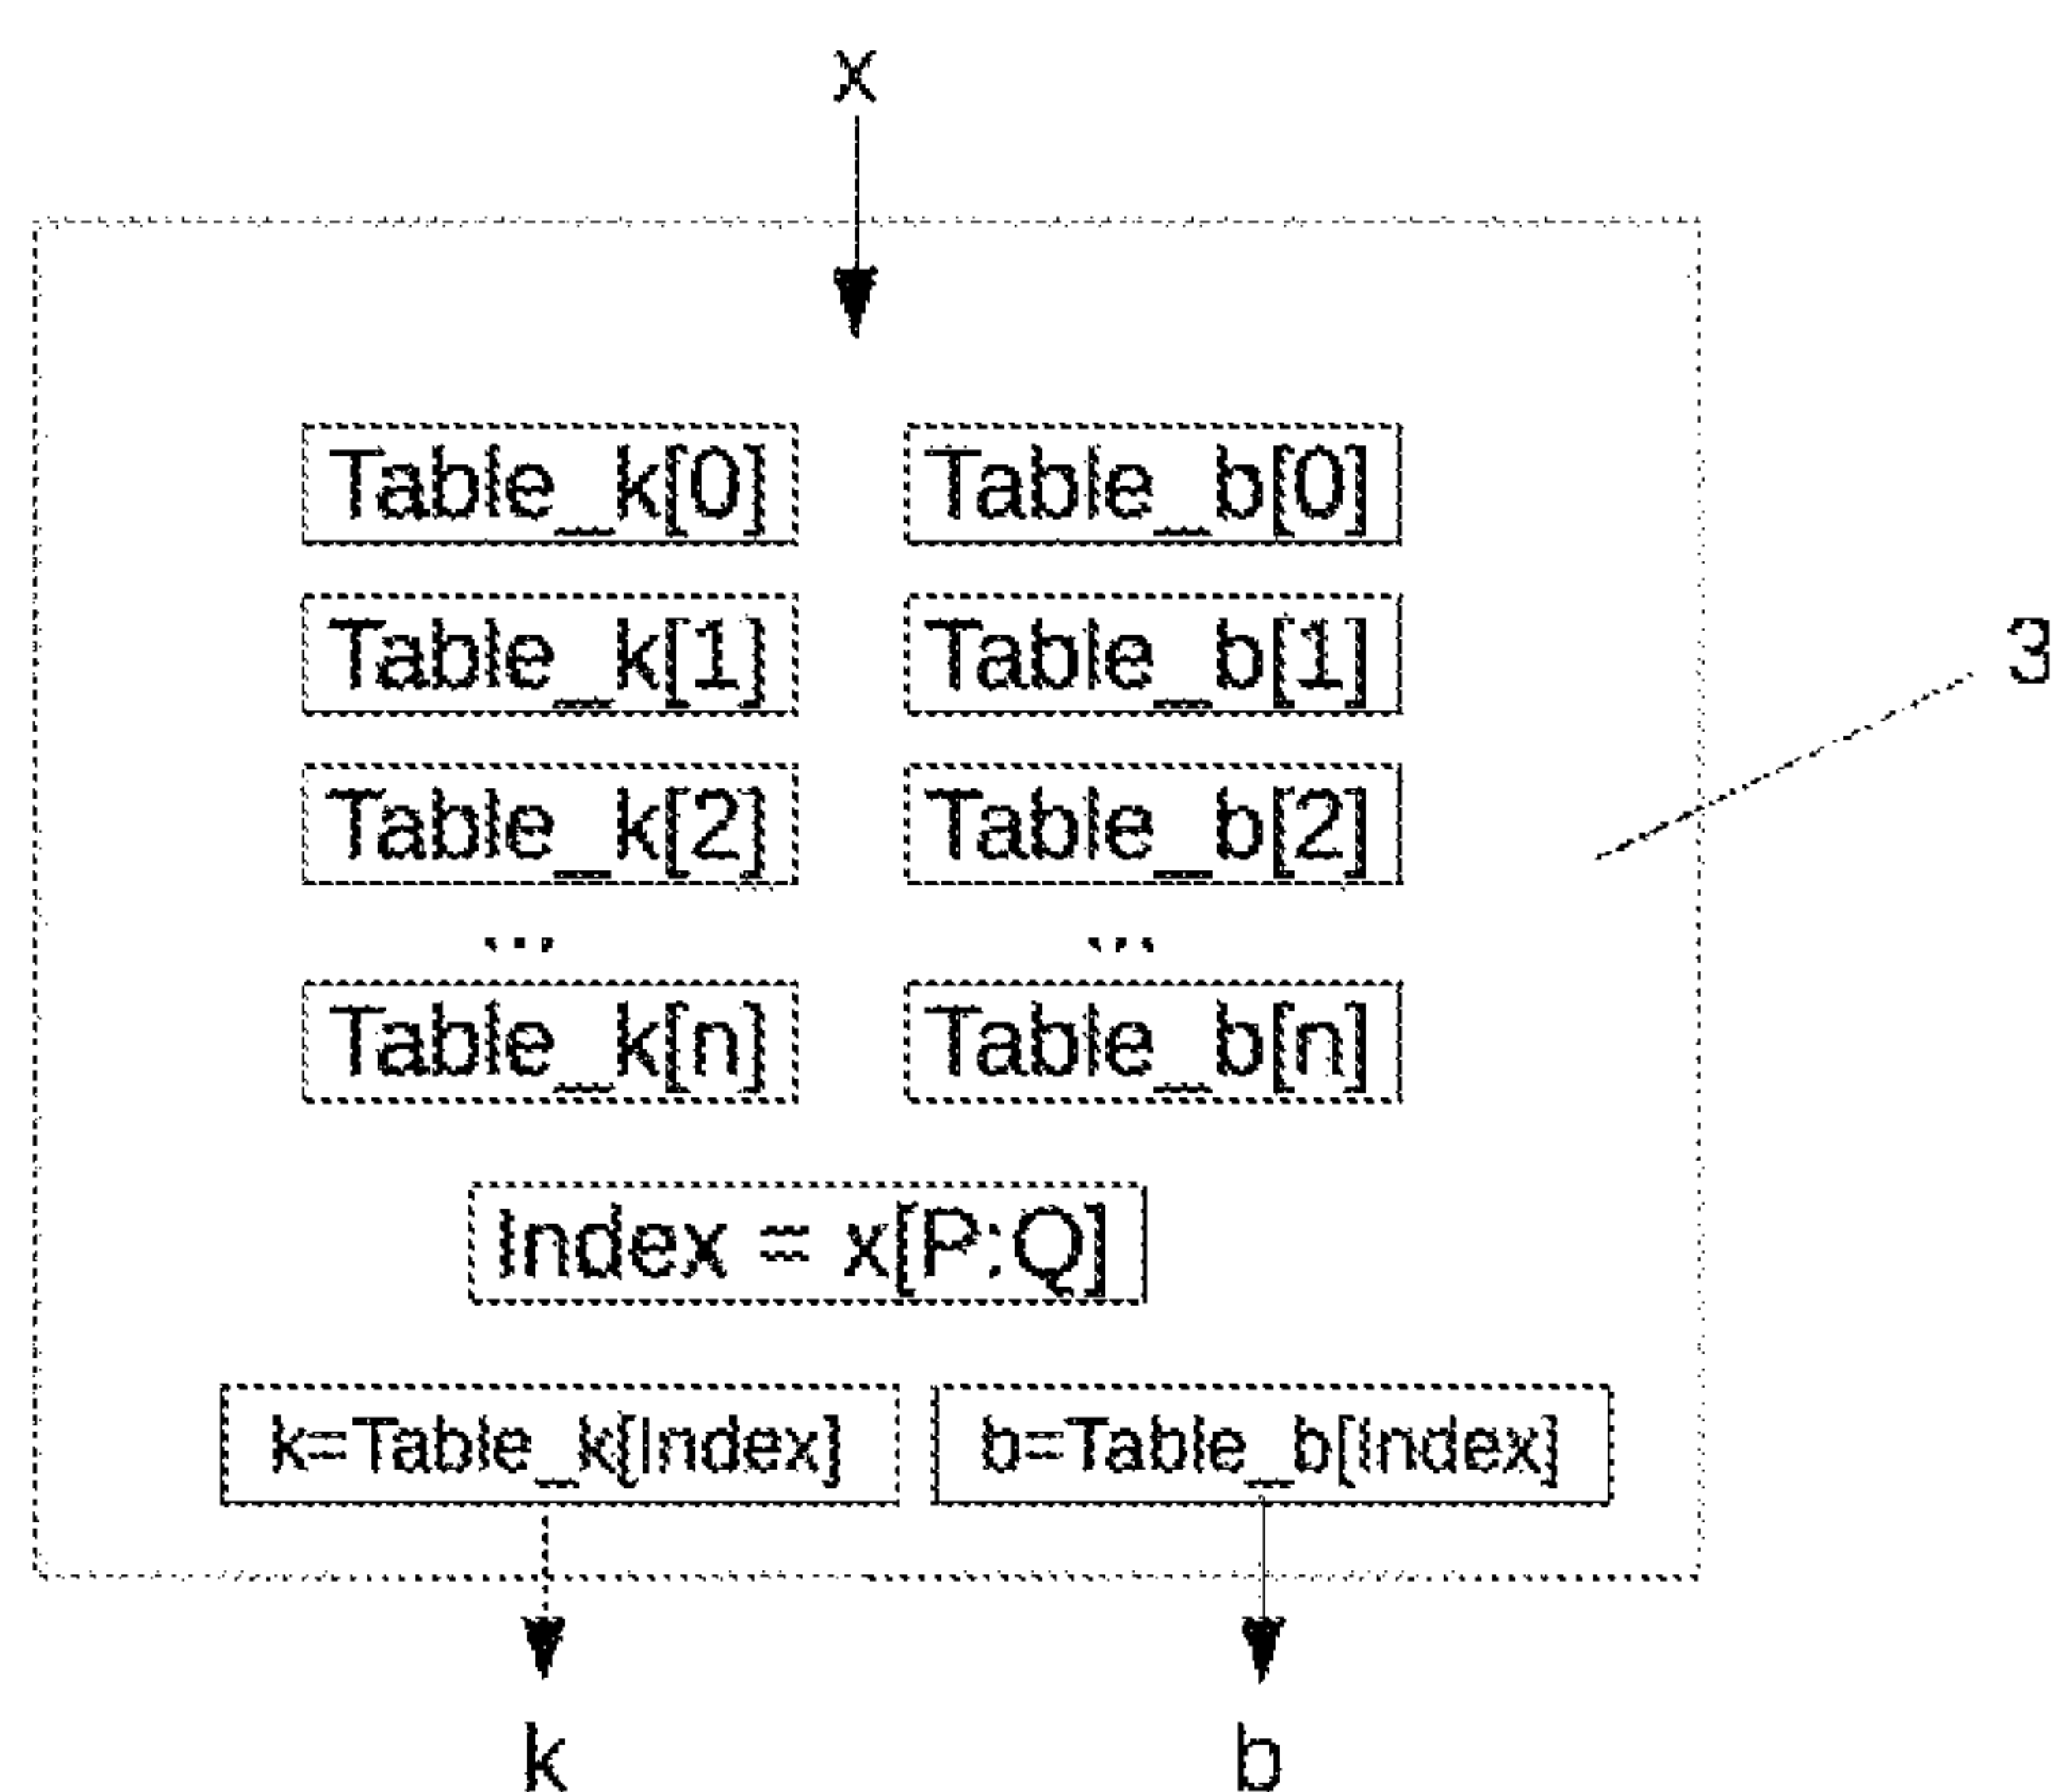 x
Table_k[0] Table_b[0]
Table_k[1] Table_b[1]
3
Table_k[2] Table_b[2]
... ...
Table_k[n] Table_b[n]
Index = x[P:Q]
k=Table_k[Index] b=Table_b[Index]
k b